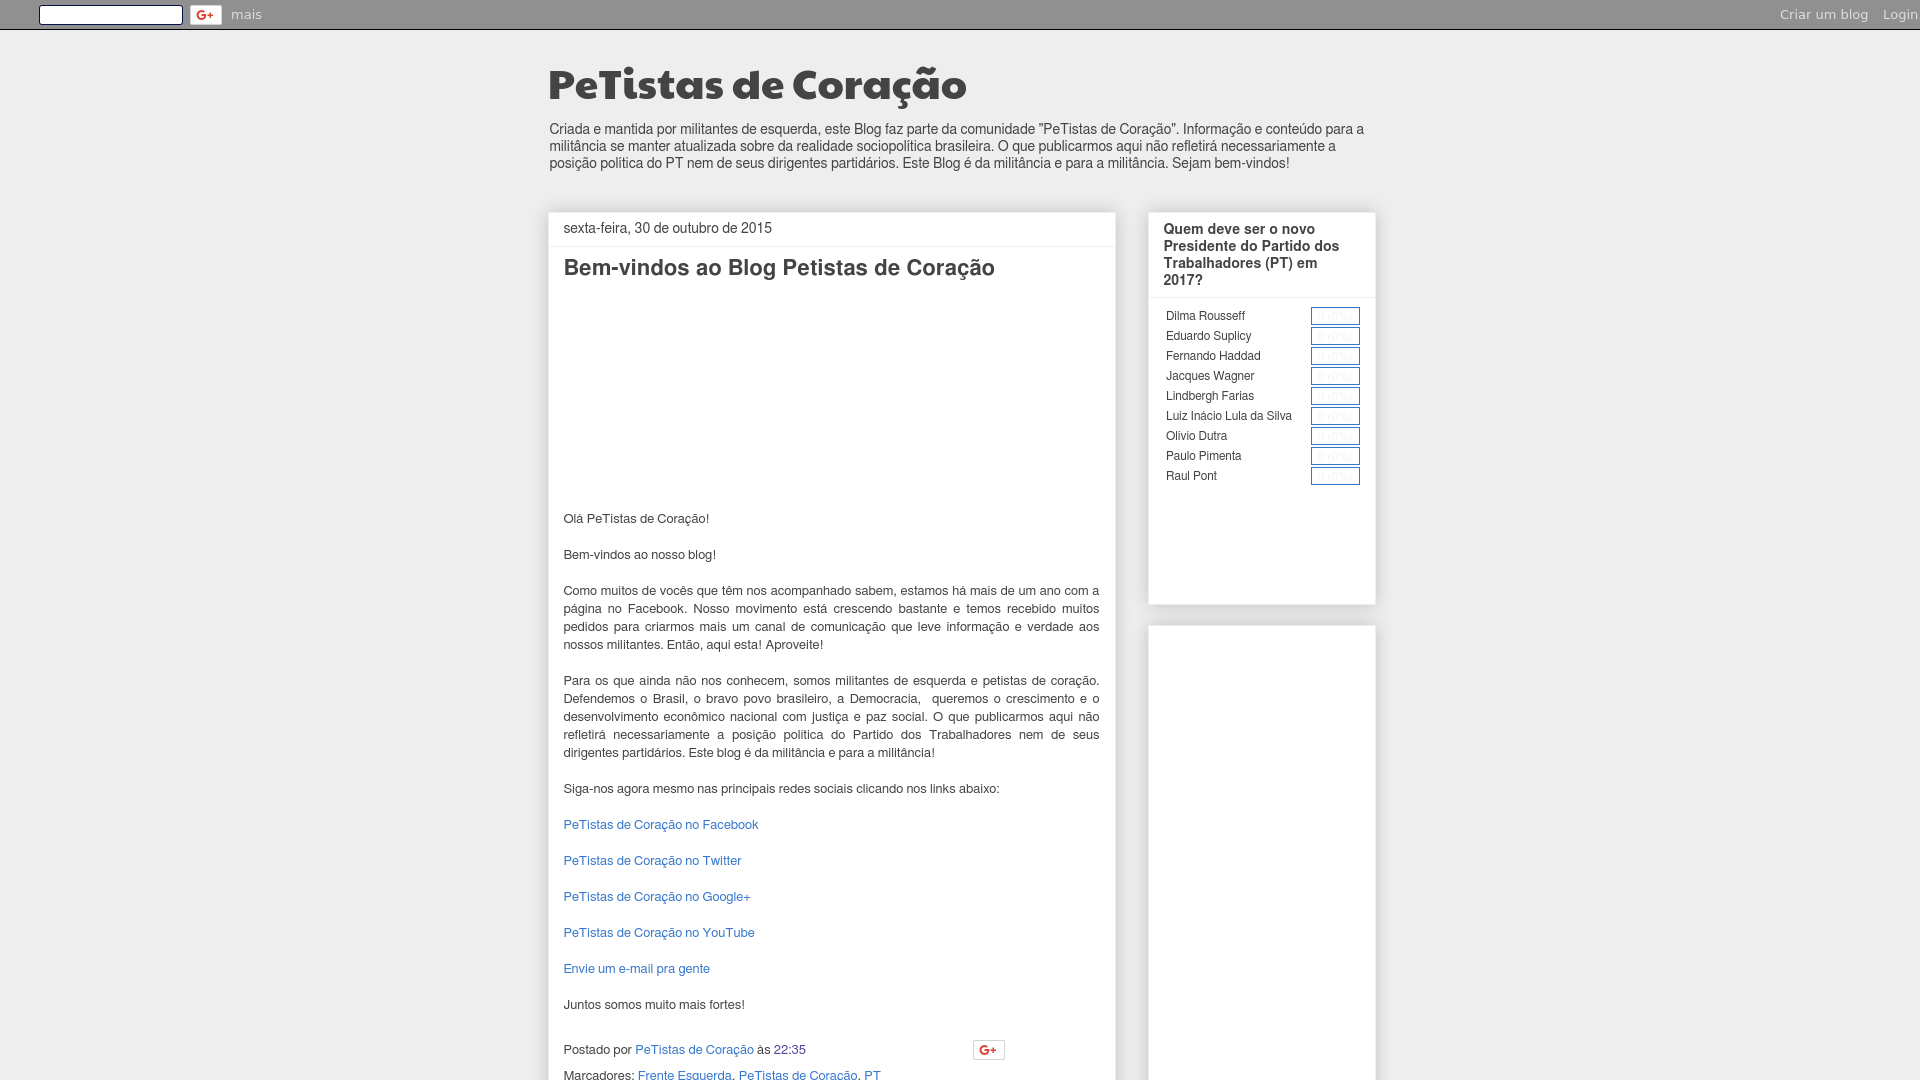 mais
Criar um blog
Login
PeTistas de Coração
Criada e mantida por militantes de esquerda, este Blog faz parte da comunidade "PeTistas de Coração". Informação e conteúdo para a
militância se manter atualizada sobre da realidade sociopolítica brasileira. O que publicarmos aqui não refletirá necessariamente a
posição política do PT nem de seus dirigentes partidários. Este Blog é da militância e para a militância. Sejam bem-vindos!
sexta-feira, 30 de outubro de 2015
Bem-vindos ao Blog Petistas de Coração
Olá PeTistas de Coração!
Bem-vindos ao nosso blog!
Como muitos de vocês que têm nos acompanhado sabem, estamos há mais de um ano com a
página no Facebook. Nosso movimento está crescendo bastante e temos recebido muitos
pedidos para criarmos mais um canal de comunicação que leve informação e verdade aos
nossos militantes. Então, aqui esta! Aproveite!
Para os que ainda não nos conhecem, somos militantes de esquerda e petistas de coração.
Defendemos o Brasil, o bravo povo brasileiro, a Democracia,  queremos o crescimento e o
desenvolvimento econômico nacional com justiça e paz social. O que publicarmos aqui não
refletirá necessariamente a posição política do Partido dos Trabalhadores nem de seus
dirigentes partidários. Este blog é da militância e para a militância!
Siga-nos agora mesmo nas principais redes sociais clicando nos links abaixo:
PeTistas de Coração no Facebook
PeTistas de Coração no Twitter
PeTistas de Coração no Google+
PeTistas de Coração no YouTube
Envie um e-mail pra gente
Juntos somos muito mais fortes!
Postado por PeTistas de Coração às 22:35
G+
Marcadores: Frente Esquerda, PeTistas de Coração, PT
Quem deve ser o novo
Presidente do Partido dos
Trabalhadores (PT) em
2017?
Dilma Rousseff
Eduardo Suplicy
Fernando Haddad
Jacques Wagner
Lindbergh Farias
Luiz Inácio Lula da Silva
Olivio Dutra
Paulo Pimenta
Raul Pont